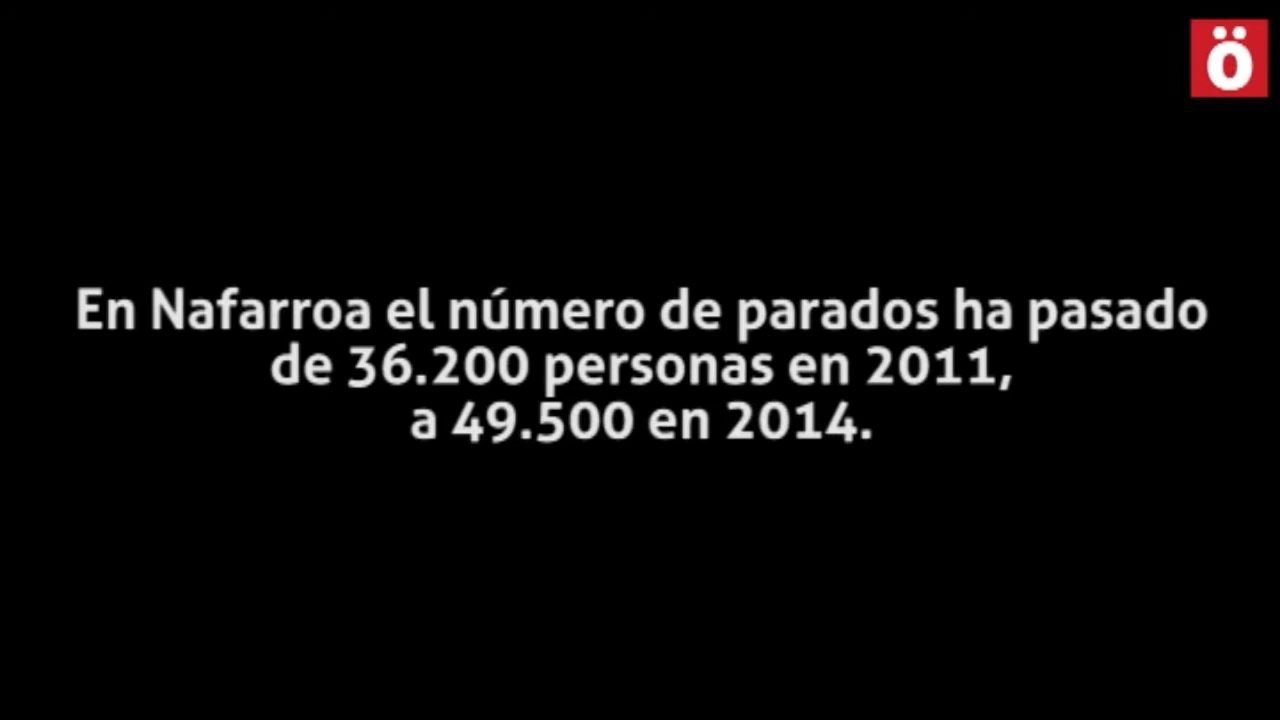 ö
En Nafarroa el número de parados ha pasado
de 36.200 personas en 2011,
a 49.500 en 2014.